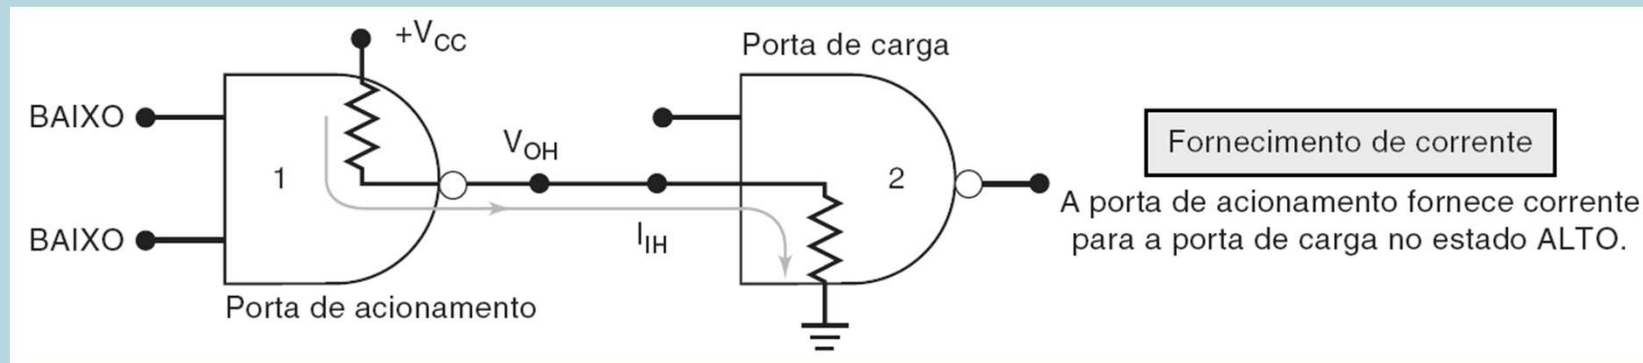 +VCC
Porta de carga
BAIXO
VOH
Fornecimento de corrente
1
2
A porta de acionamento fornece corrente
para a porta de carga no estado ALTO.
BAIXO
IIH
Porta de acionamento